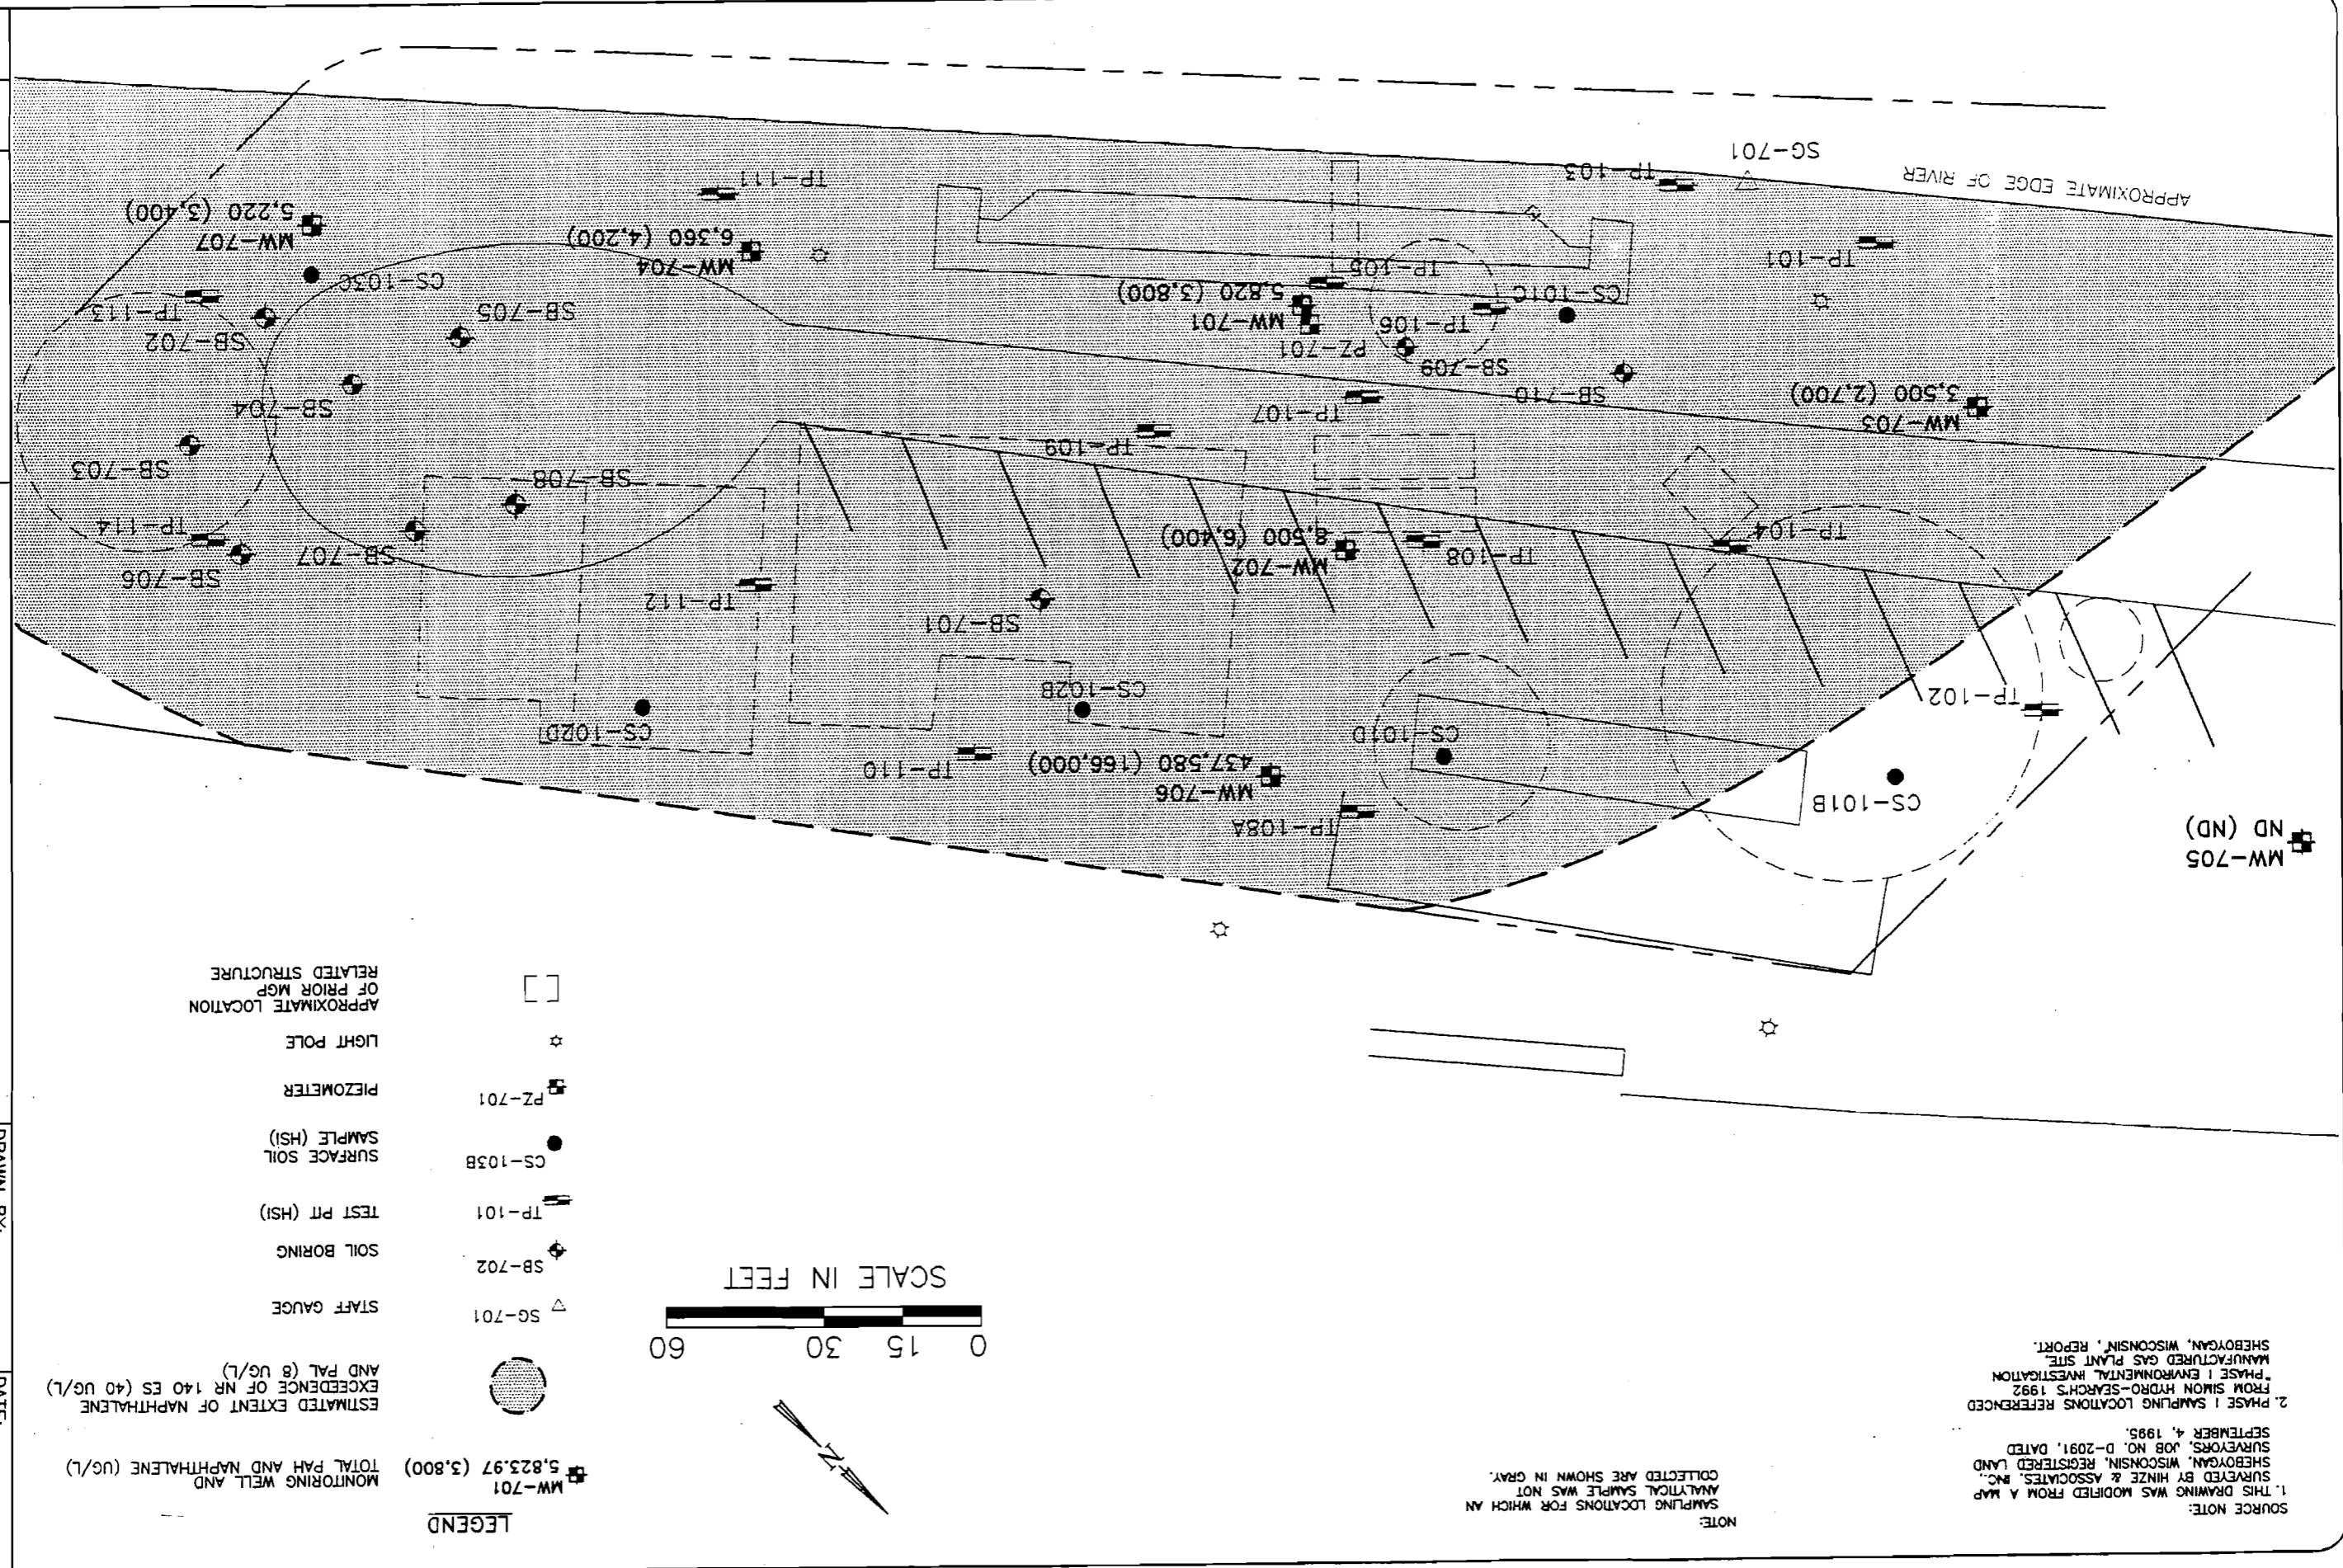 SOURCE NOTE:
1. THIS DRAWING WAS MODIFIED FROM A MAP
SURVEYED BY HINZE & ASSOCIATES. INC.,
SHEBOYGAN, WISCONSIN, REGISTERED LAND
SURVEYORS, JOB NO. D-2091, DATED
SEPTEMBER 4, 1995.
2. PHASE I SAMPLING LOCATIONS REFERENCED
FROM SIMON HYDRO-SEARCH'S 1992
"PHASE I ENVIRONMENTAL INVESTIGATION
MANUFACTURED GAS PLANT SITE,
SHEBOYGAN, WISCONSIN", REPORT.
NOTE:
SAMPLING LOCATIONS FOR WHICH AN
ANALYTICAL SAMPLE WAS NOT
COLLECTED ARE SHOWN IN GRAY.
N
0 15 30 60
SCALE IN FEET
LEGEND
MW-701
5,823.97 (3,800)
MONITORING WELL AND
TOTAL PAH AND NAPHTHALENE (UG/L)
ESTIMATED EXTENT OF NAPHTHALENE
EXCEEDENCE OF NR 140 ES (40 UG/L)
AND PAL (8 UG/L)
SG-701
STAFF GAUGE
SB-702
SOIL BORING
TP-101
TEST PIT (HSI)
CS-103B
SURFACE SOIL
SAMPLE (HSI)
PZ-701
PIEZOMETER
LIGHT POLE
APPROXIMATE LOCATION
OF PRIOR MGP
RELATED STRUCTURE
MW-705
ND (ND)
CS-101B
TP-108A
MW-706
437,580 (166,000)
TP-110
CS-101D
CS-102D
TP-102
CS-102B
SB-701
TP-112
SB-706
SB-707
MW-702
8,500 (6,400)
TP-108
TP-104
TP-114
SB-708
SB-703
TP-109
TP-107
MW-703
3,500 (2,700)
SB-710
SB-704
SB-709
PZ-701
SB-702
MW-701
5,820 (3,800)
TP-106
SB-705
TP-113
CS-101C
CS-103C
TP-105
MW-704
6,360 (4,200)
TP-101
MW-707
5,220 (3,400)
APPROXIMATE EDGE OF RIVER
TP-111
TP-103
SG-701
DRAWN BY:
DATE: